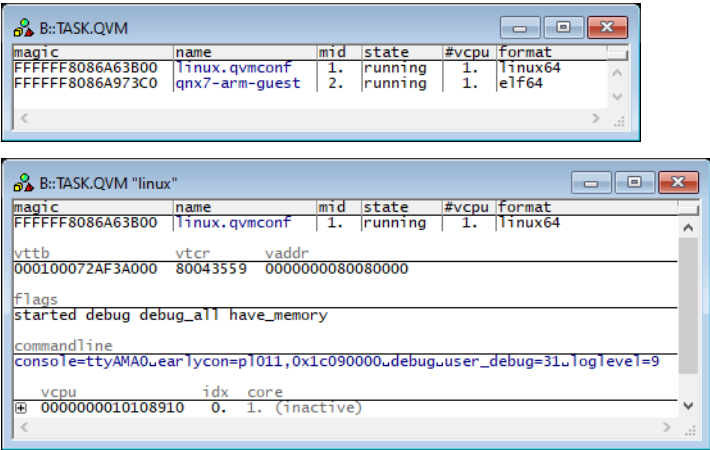 B::TASK.QVM
magic name mid state #vcpu format
FFFFFF8086A63B00 linux.qvmconf 1. running 1. linux64
FFFFFF8086A973C0 qnx7-arm-guest 2. running 1. elf64
B::TASK.QVM "linux"
magic name mid state #vcpu format
FFFFFF8086A63B00 linux.qvmconf 1. running 1. linux64
vttb vtcr vaddr
000100072AF3A000 80043559 0000000080080000
flags
started debug debug_all have_memory
commandline
console=ttyAMA0␣earlycon=pl011,0x1c090000␣debug␣user_debug=31␣loglevel=9
vcpu idx core
0000000010108910 0. 1. (inactive)